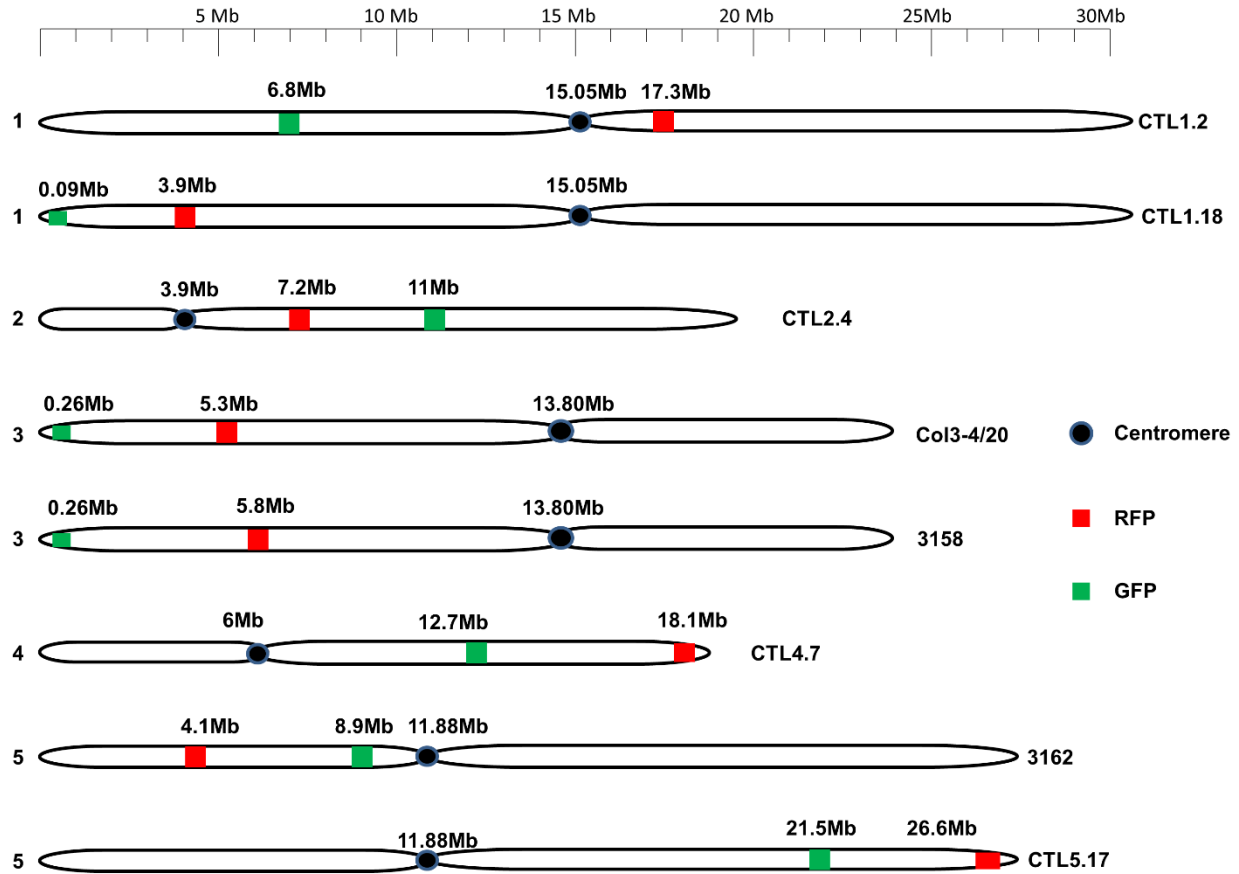 5 Mb 10 Mb 15 Mb 20 Mb 25Mb 30Mb
6.8Mb 15.05Mb 17.3Mb
1 CTL1.2
0.09Mb 3.9Mb 15.05Mb
1 CTL1.18
3.9Mb 7.2Mb 11Mb
2 CTL2.4
0.26Mb 5.3Mb 13.80Mb
3 Col3-4/20 Centromere
0.26Mb 5.8Mb 13.80Mb RFP
3 3158
GFP
6Mb 12.7Mb 18.1Mb
4 CTL4.7
4.1Mb 8.9Mb 11.88Mb
5 3162
11.88Mb 21.5Mb 26.6Mb
5 CTL5.17